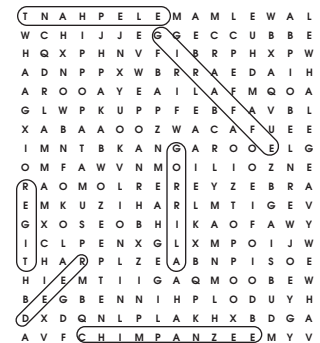 T N A H P E L E M A M L E W A L
W C H I J J E G G E C C U B B E
H Q X P H N V F I B R P H X P W
A D N P P X W B R R A E D A I H
A R O O A Y E A I L A F M Q O A
G L W P K U P P F E B F A V B L
X A B A A O O Z W A C A F U E E
I M N T B K A N G A R O O E L G
O M F A W V N M O I L I O Z N E
R A O M O L R E R E Y Z E B R A
E M K U Z I H A R L M T I G E V
G X O S E O B H I K A O F A W Y
I C L P E N X G L X M P O I J W
T H A R P L Z E A B N P I S O E
H I E M T I I G A Q M O O B E W
B E G B E N N I H P L O D U Y H
D X D Q N L P L A K H X B D G A
A V F C H I M P A N Z E E M Y V